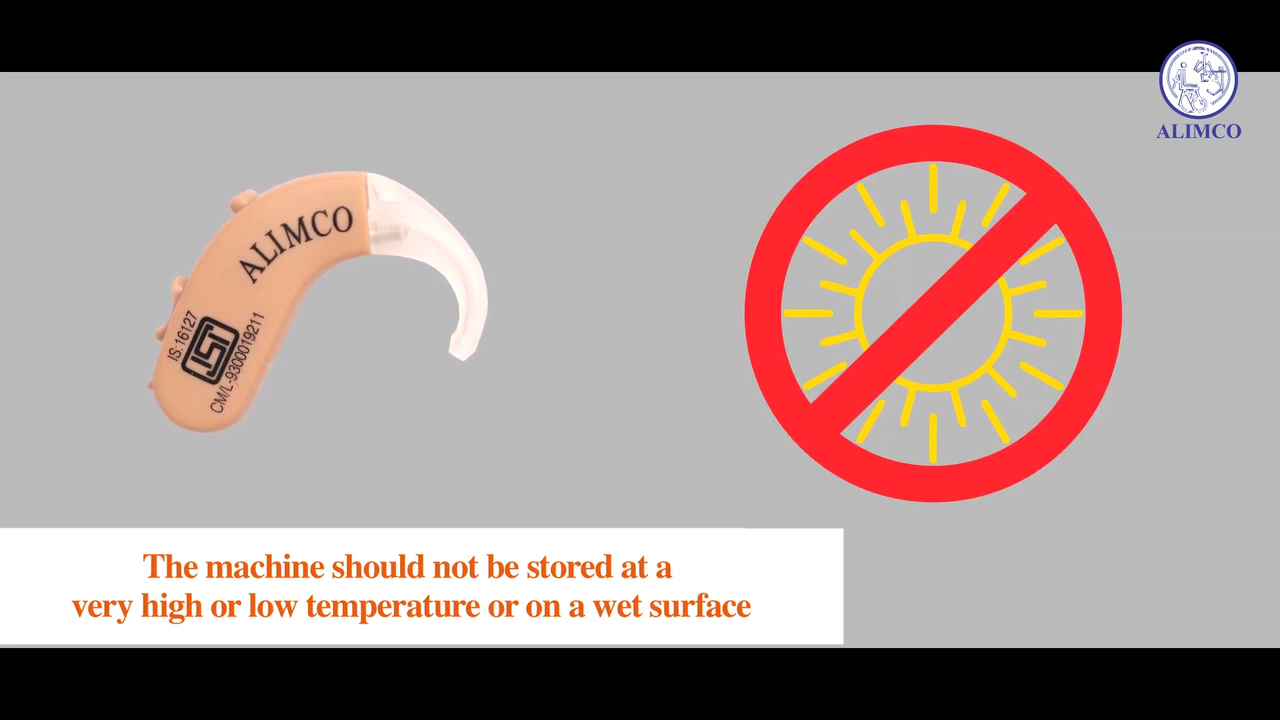 ALIMCO
ALIMCO
IS:16127
ISI
CM/L-9300019211
The machine should not be stored at a
very high or low temperature or on a wet surface